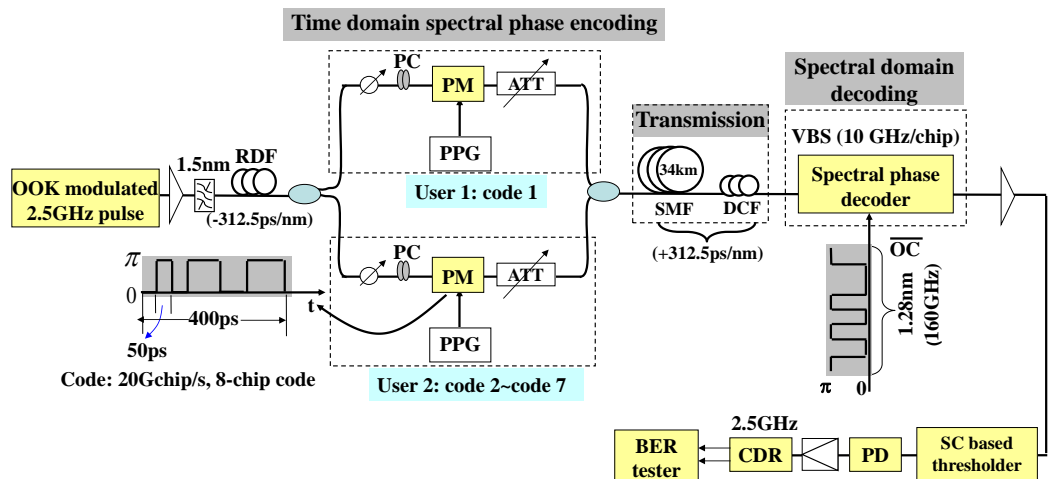 Time domain spectral phase encoding
PC
PM
ATT
PPG
User 1: code 1
1.5nm
RDF
OOK modulated
2.5GHz pulse
(-312.5ps/nm)
PC
PM
ATT
PPG
User 2: code 2~code 7
π
0
t
400ps
50ps
Code: 20Gchip/s, 8-chip code
Transmission
34km
SMF
DCF
(+312.5ps/nm)
Spectral domain
decoding
VBS (10 GHz/chip)
Spectral phase
decoder
OC
1.28nm
(160GHz)
π
0
2.5GHz
BER
tester
CDR
PD
SC based
thresholder